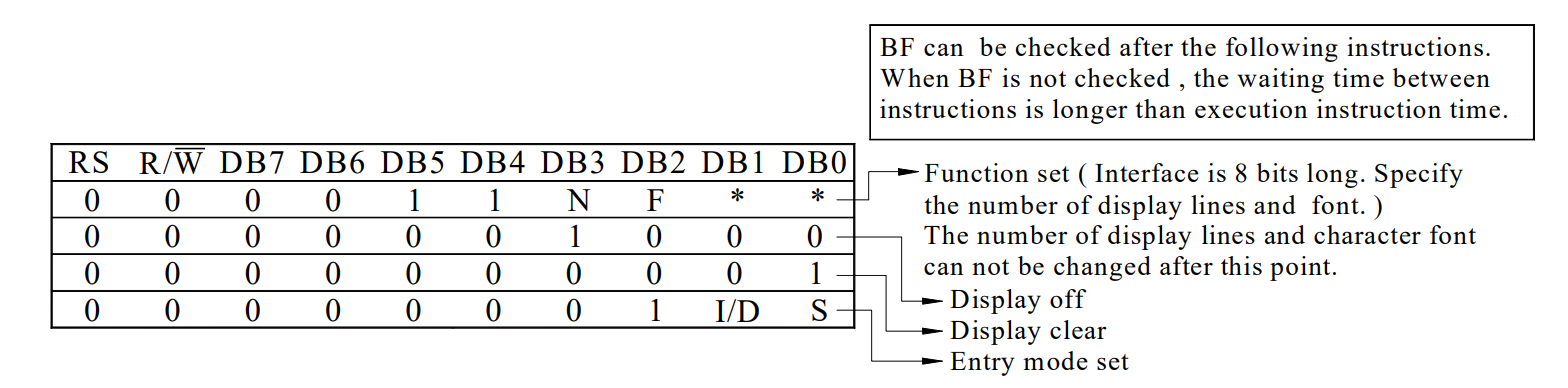 BF can be checked after the following instructions.
When BF is not checked , the waiting time between
instructions is longer than execution instruction time.
RS R/W̅ DB7 DB6 DB5 DB4 DB3 DB2 DB1 DB0
0 0 0 0 1 1 N F * *
0 0 0 0 0 0 1 0 0 0
0 0 0 0 0 0 0 0 0 1
0 0 0 0 0 0 0 1 I/D S
Function set ( Interface is 8 bits long. Specify
the number of display lines and font. )
The number of display lines and character font
can not be changed after this point.
Display off
Display clear
Entry mode set